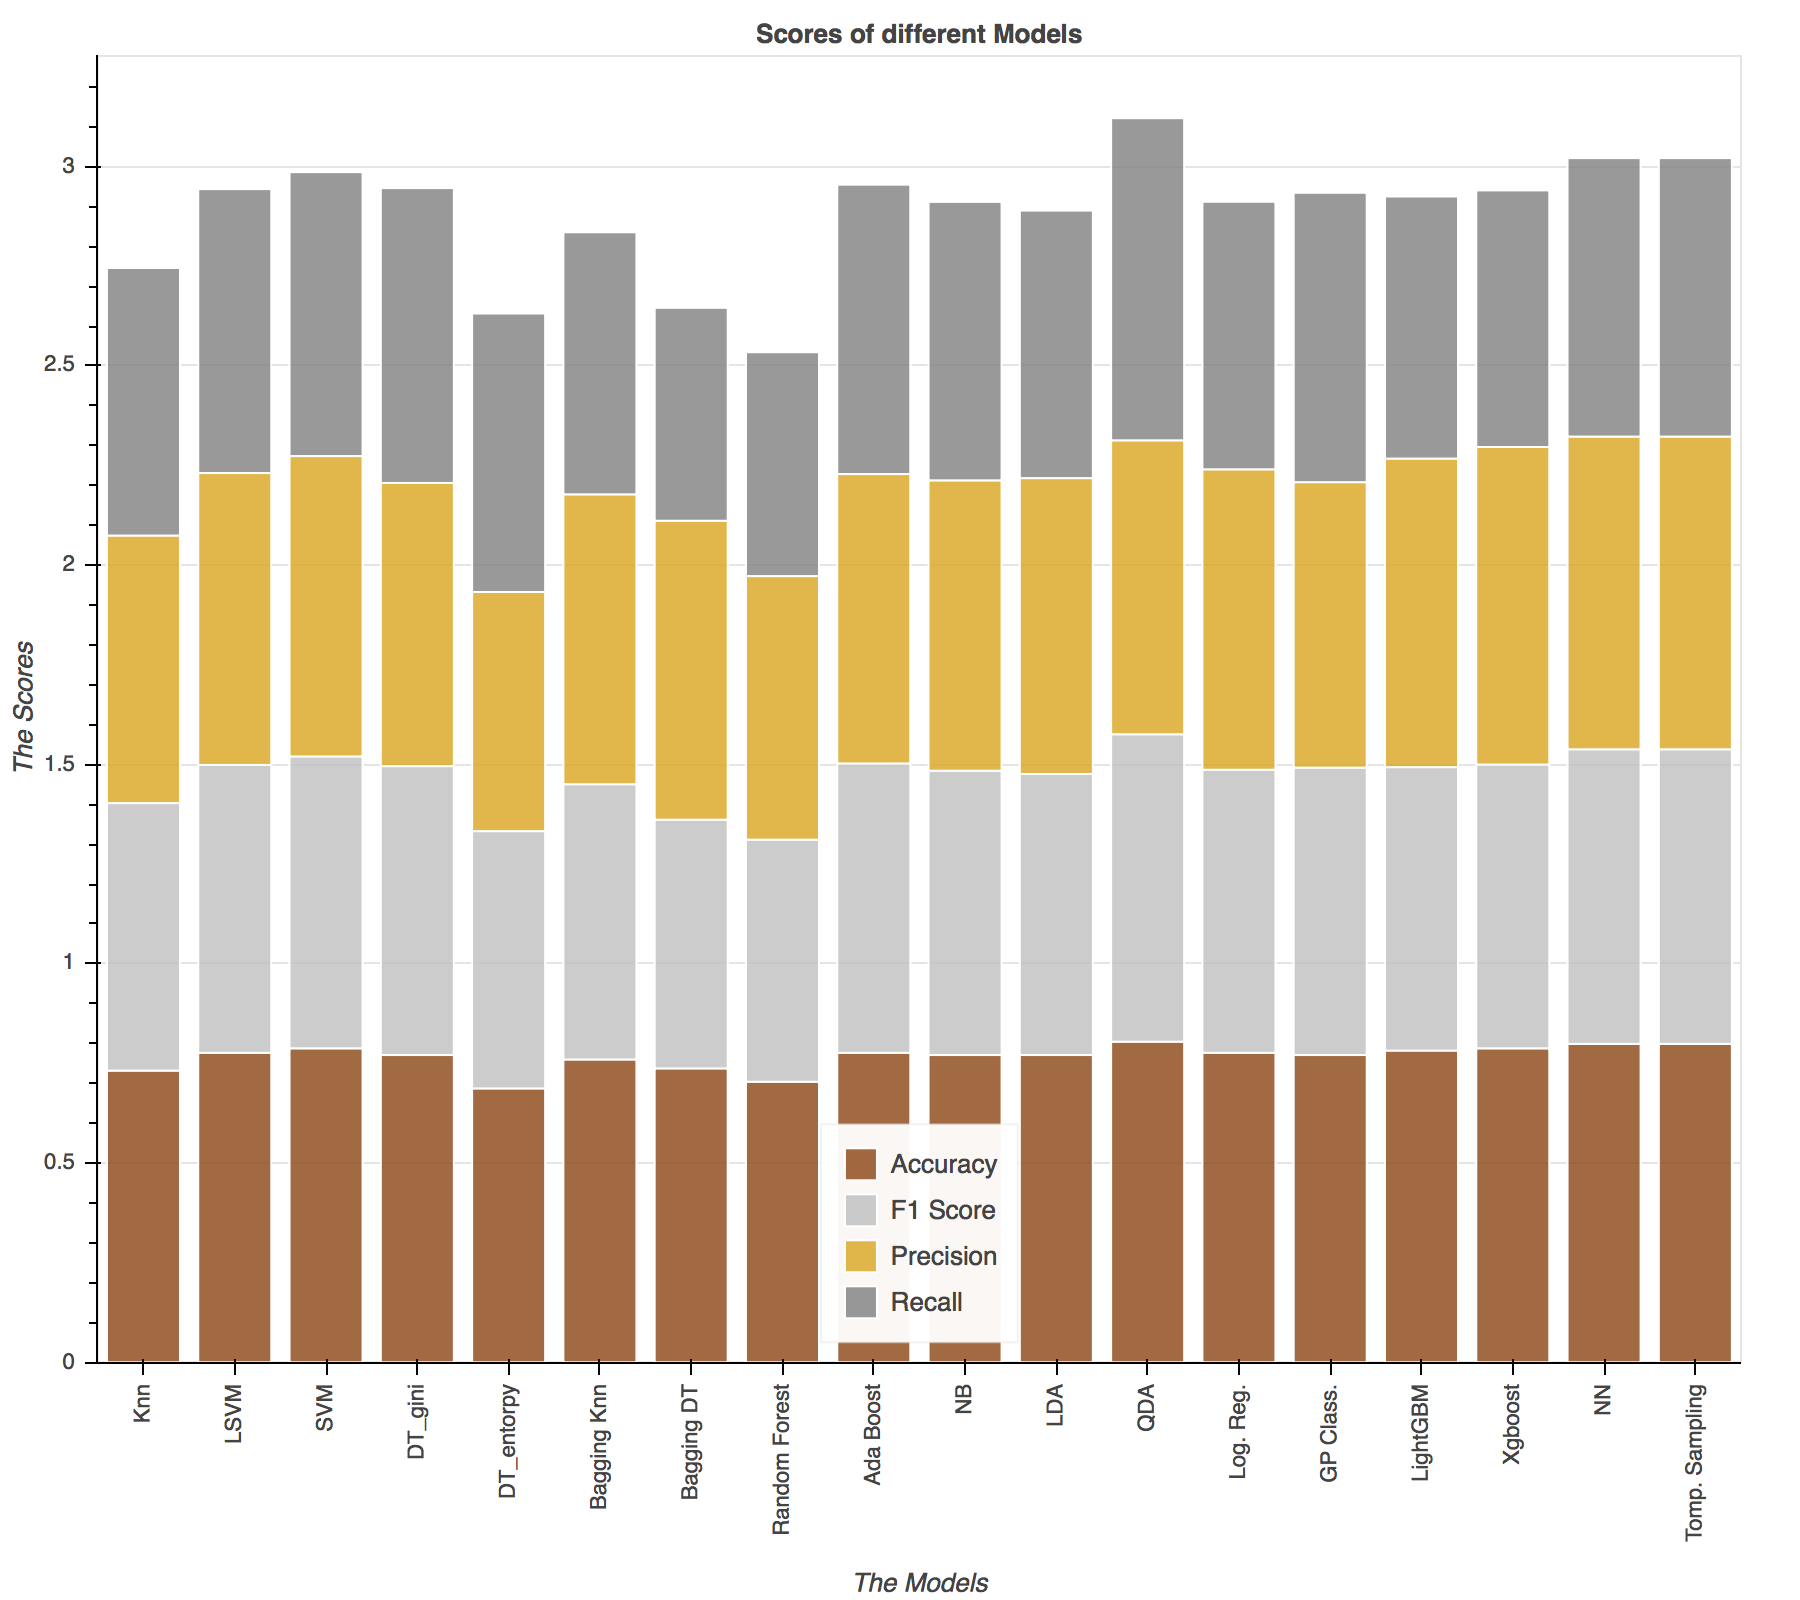 Scores of different Models
The Scores
3
2.5
2
1.5
1
0.5
0
Accuracy
F1 Score
Precision
Recall
Knn
LSVM
SVM
DT_gini
DT_entorpy
Bagging Knn
Bagging DT
Random Forest
Ada Boost
NB
LDA
QDA
Log. Reg.
GP Class.
LightGBM
Xgboost
NN
Tomp. Sampling
The Models